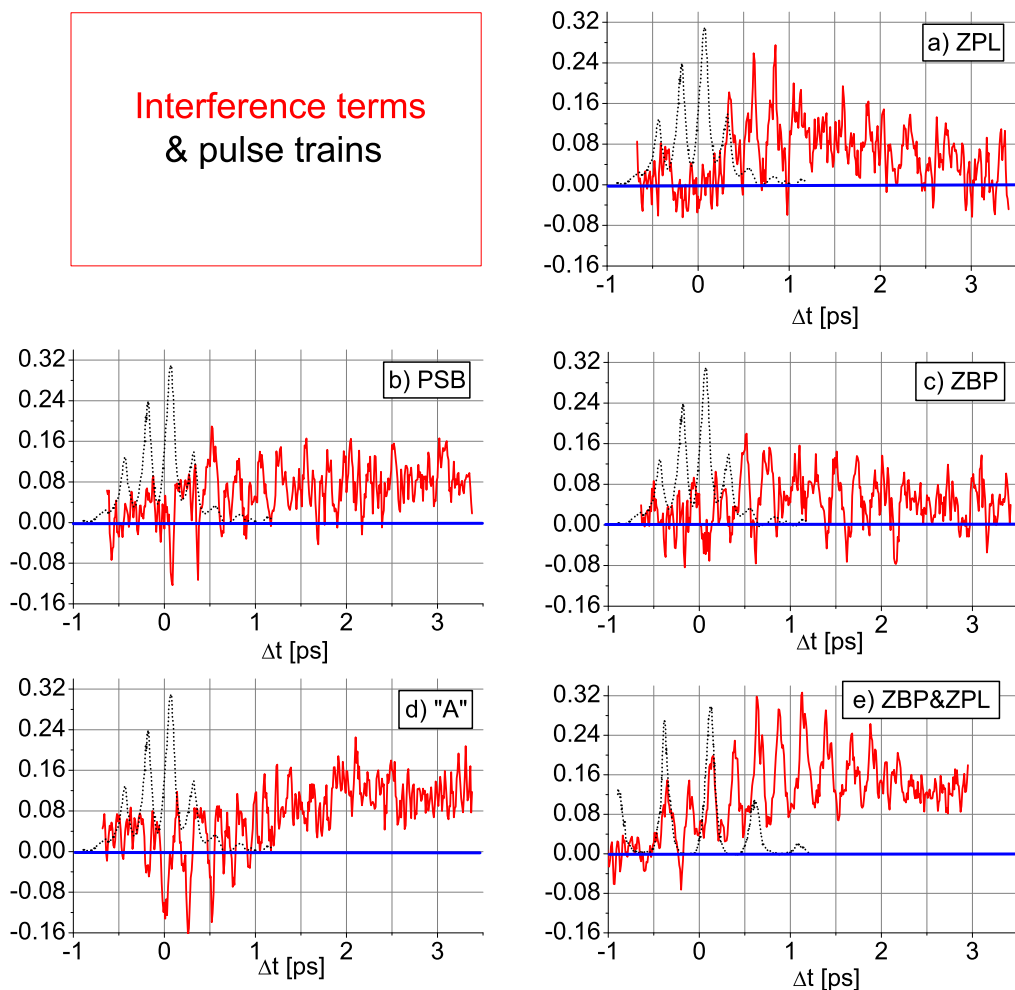 Interference terms
& pulse trains
0.32
0.24
0.16
0.08
0.00
-0.08
-0.16
-1 0 1 2 3
Δt [ps]
a) ZPL
0.32
0.24
0.16
0.08
0.00
-0.08
-0.16
-1 0 1 2 3
Δt [ps]
b) PSB
0.32
0.24
0.16
0.08
0.00
-0.08
-0.16
-1 0 1 2 3
Δt [ps]
c) ZBP
0.32
0.24
0.16
0.08
0.00
-0.08
-0.16
-1 0 1 2 3
Δt [ps]
d) "A"
0.32
0.24
0.16
0.08
0.00
-0.08
-0.16
-1 0 1 2 3
Δt [ps]
e) ZBP&ZPL